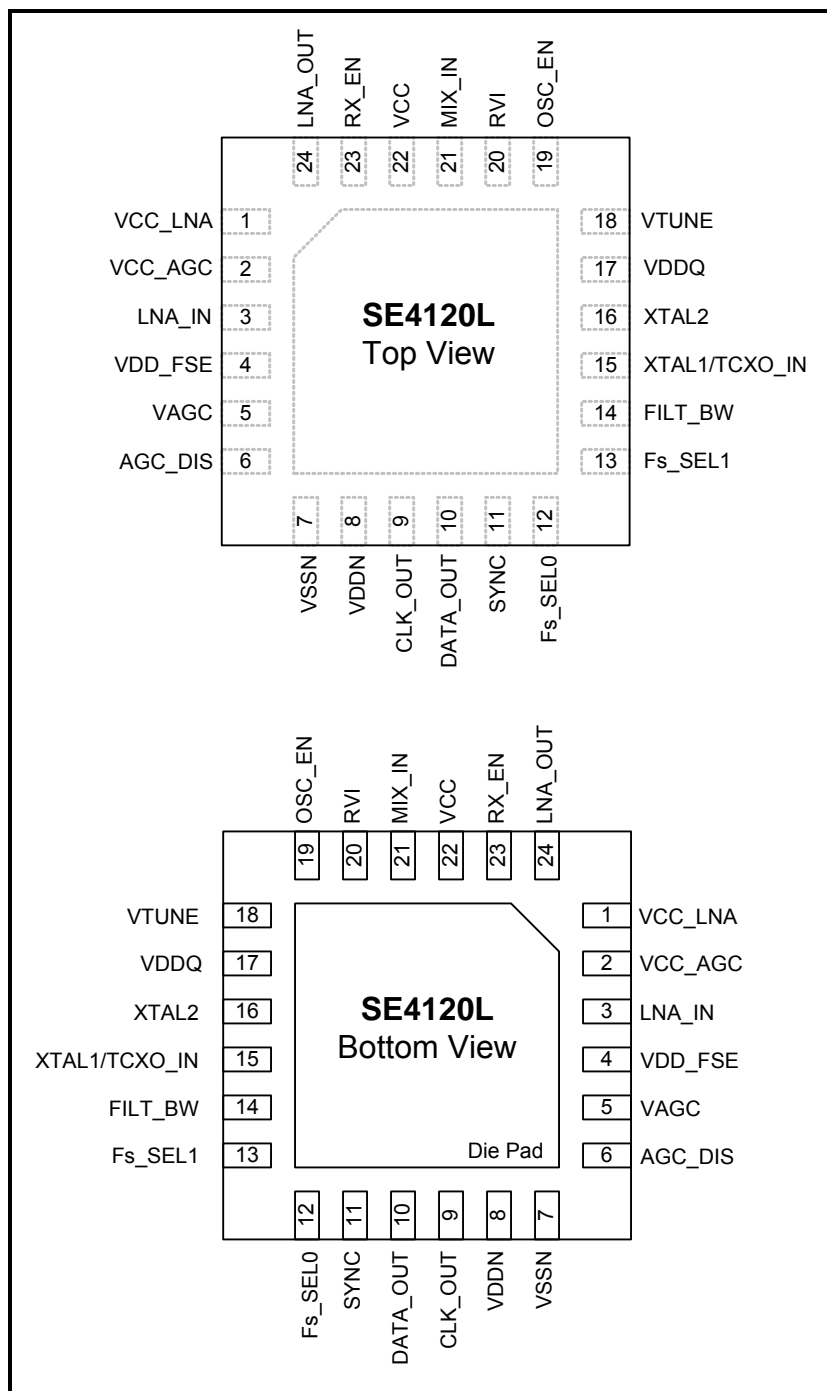 LNA_OUT
RX_EN
VCC
MIX_IN
RVI
OSC_EN
24
23
22
21
20
19
VCC_LNA 1
18 VTUNE
VCC_AGC 2
17 VDDQ
LNA_IN 3
16 XTAL2
VDD_FSE 4
15 XTAL1/TCXO_IN
VAGC 5
14 FILT_BW
AGC_DIS 6
13 Fs_SEL1
SE4120L
Top View
7
8
9
10
11
12
VSSN
VDDN
CLK_OUT
DATA_OUT
SYNC
Fs_SEL0
OSC_EN
RVI
MIX_IN
VCC
RX_EN
LNA_OUT
19
20
21
22
23
24
VTUNE 18
1 VCC_LNA
VDDQ 17
2 VCC_AGC
XTAL2 16
3 LNA_IN
XTAL1/TCXO_IN 15
4 VDD_FSE
FILT_BW 14
5 VAGC
Fs_SEL1 13
6 AGC_DIS
SE4120L
Bottom View
Die Pad
12
11
10
9
8
7
Fs_SEL0
SYNC
DATA_OUT
CLK_OUT
VDDN
VSSN